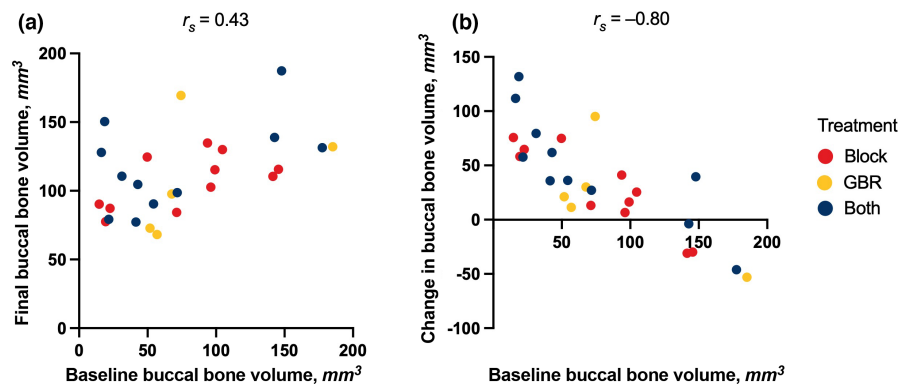 (a)
r_s = 0.43
Final buccal bone volume, mm³
200
150
100
50
0
0 50 100 150 200
Baseline buccal bone volume, mm³
(b)
r_s = –0.80
Change in buccal bone volume, mm³
150
100
50
0
-50
-100
50 100 150 200
Baseline buccal bone volume, mm³
Treatment
Block
GBR
Both